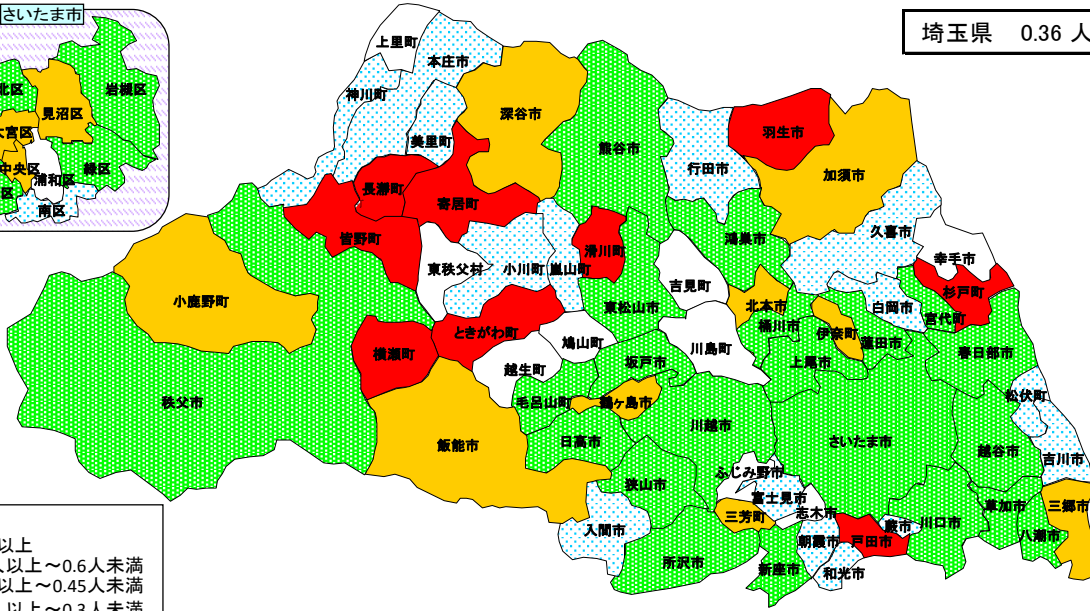 さいたま市
埼玉県 0.36 人
北区
岩槻区
見沼区
大宮区
中央区
浦和区
緑区
区
南区
上里町
本庄市
神川町
美里町
深谷市
熊谷市
行田市
羽生市
加須市
長瀞町
寄居町
皆野町
小鹿野町
東秩父村
小川町
嵐山町
滑川町
吉見町
鴻巣市
久喜市
幸手市
杉戸町
白岡市
宮代町
東松山市
北本市
桶川市
伊奈町
蓮田市
春日部市
ときがわ町
鳩山町
川島町
上尾市
横瀬町
越生町
坂戸市
松伏町
秩父市
毛呂山町
鶴ヶ島市
川越市
さいたま市
飯能市
日高市
越谷市
吉川市
狭山市
ふじみ野市
富士見市
三芳町
志木市
蕨市
川口市
草加市
三郷市
入間市
朝霞市
戸田市
八潮市
所沢市
新座市
和光市
以上
以上～0.6人未満
以上～0.45人未満
以上～0.3人未満